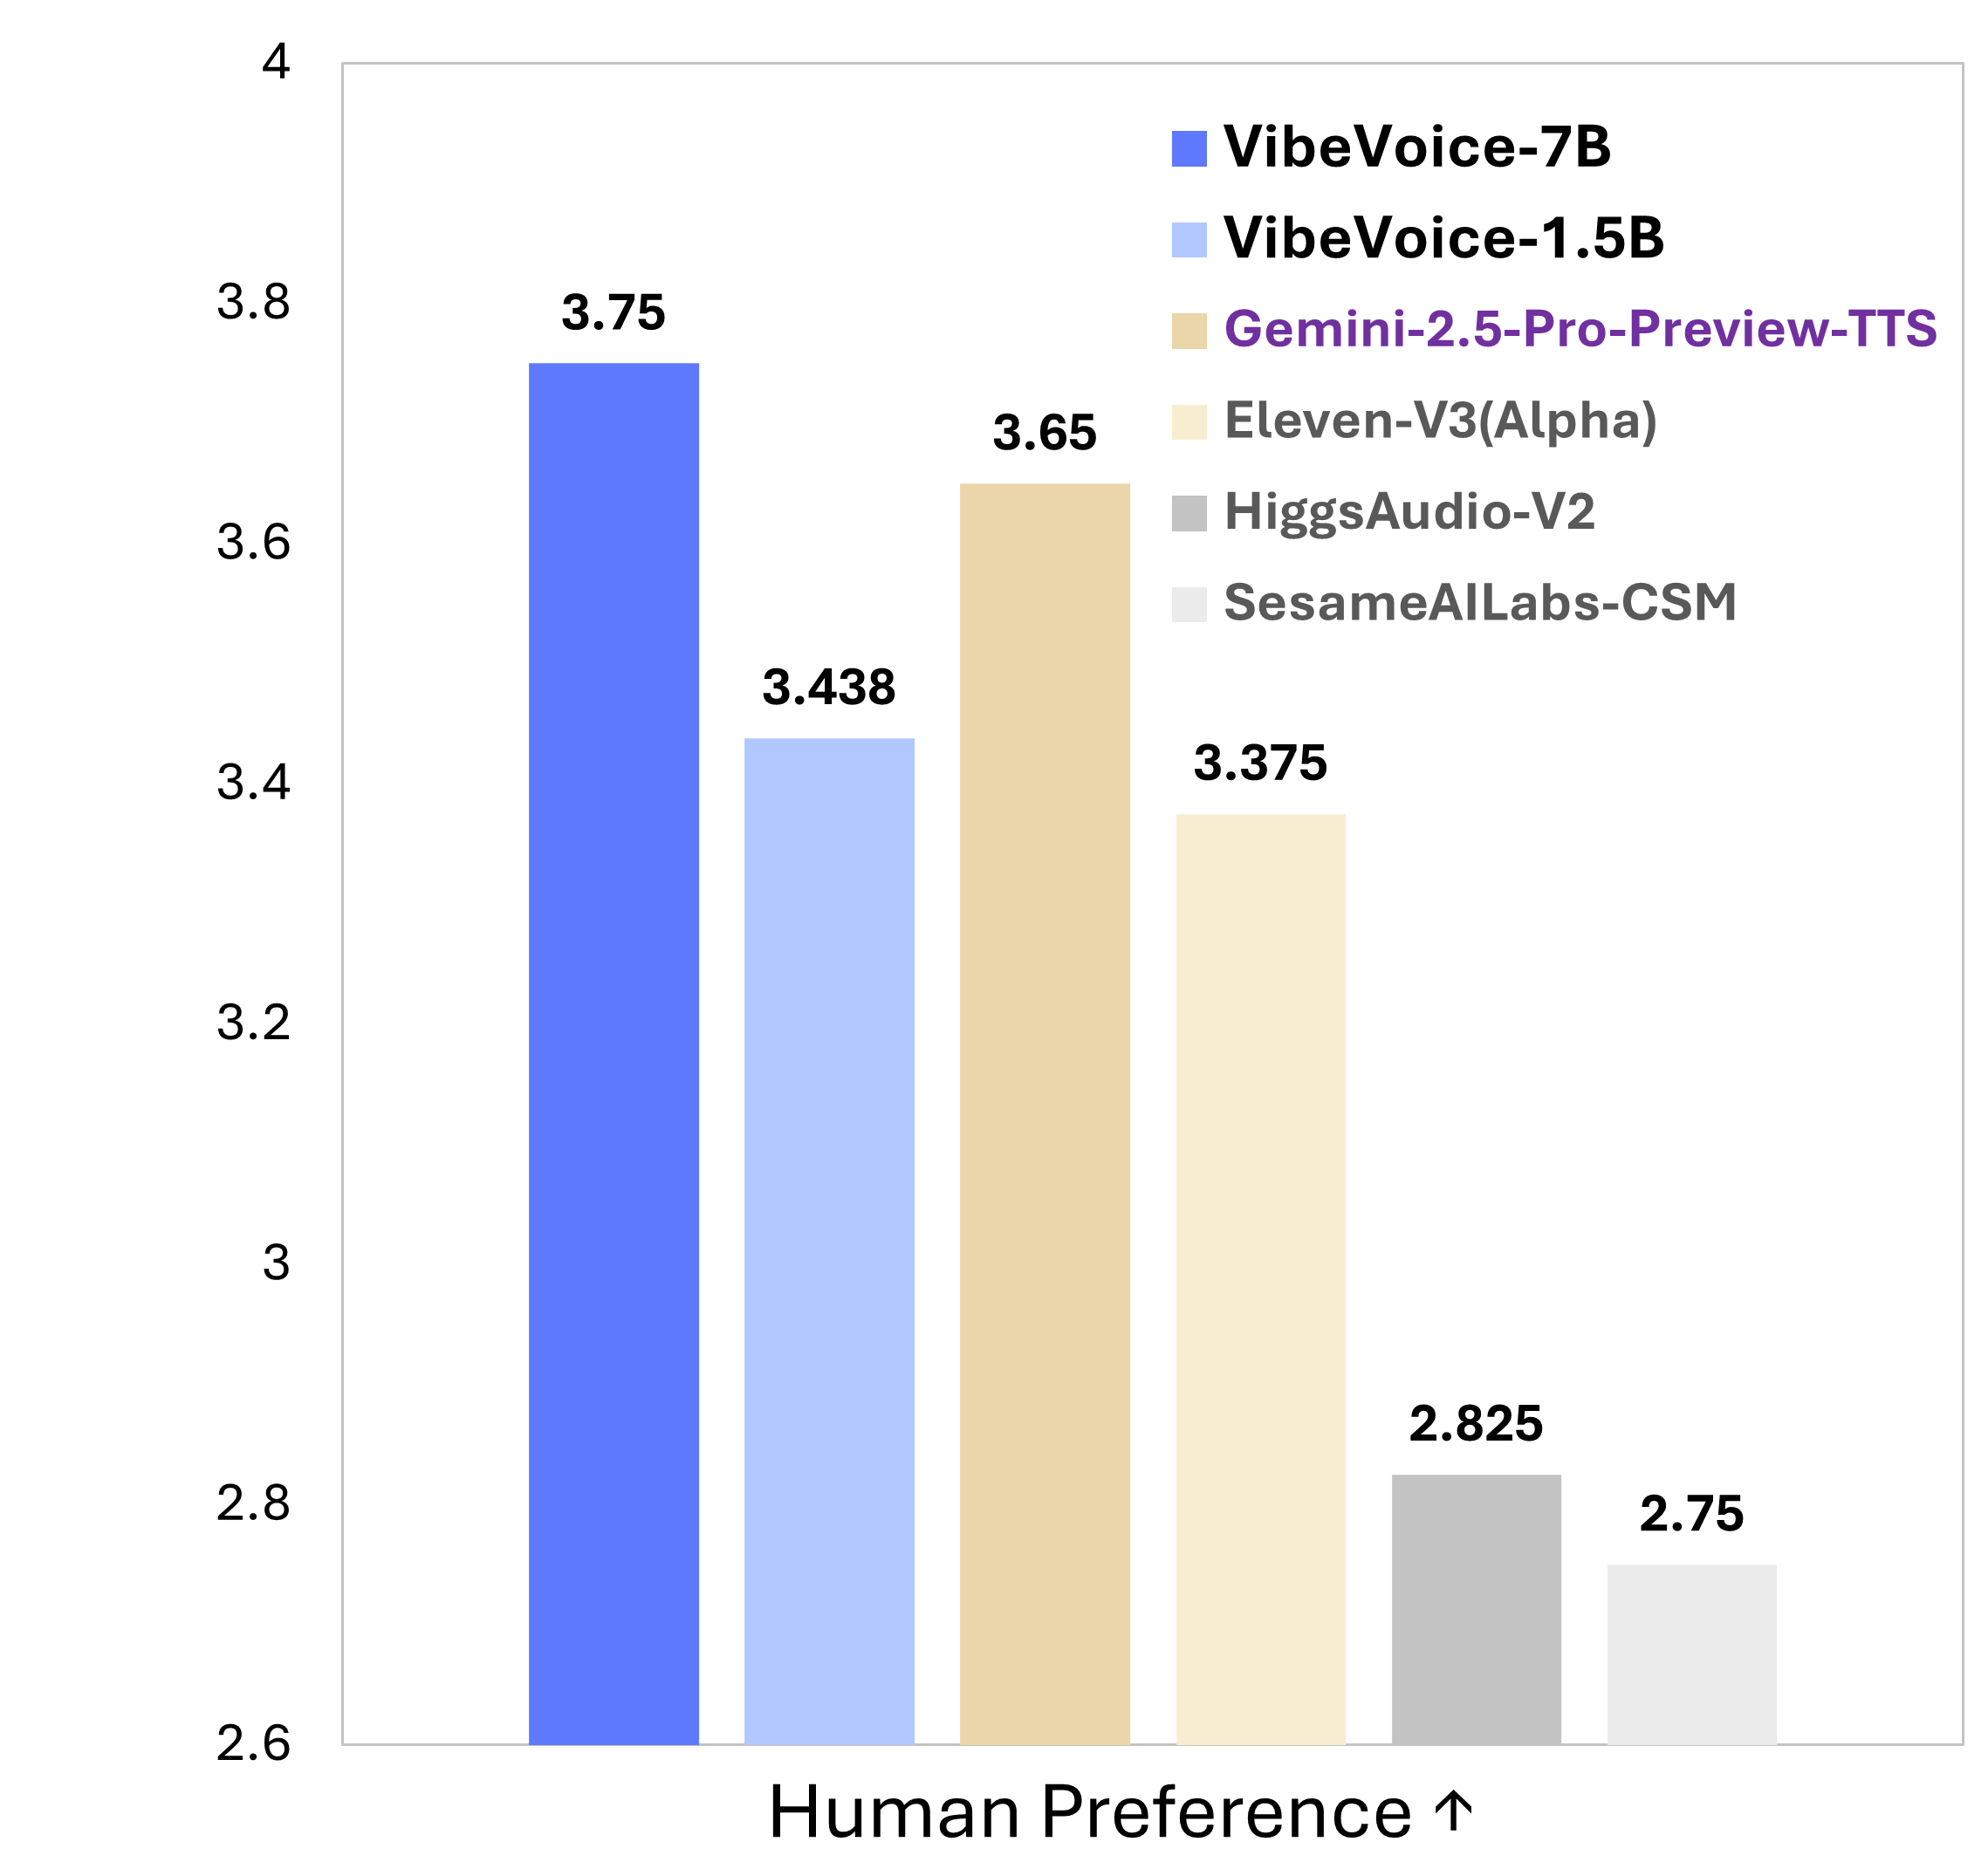 4
3.8
3.6
3.4
3.2
3
2.8
2.6
VibeVoice-7B
VibeVoice-1.5B
Gemini-2.5-Pro-Preview-TTS
Eleven-V3(Alpha)
HiggsAudio-V2
SesameAILabs-CSM
3.75
3.438
3.65
3.375
2.825
2.75
Human Preference ↑